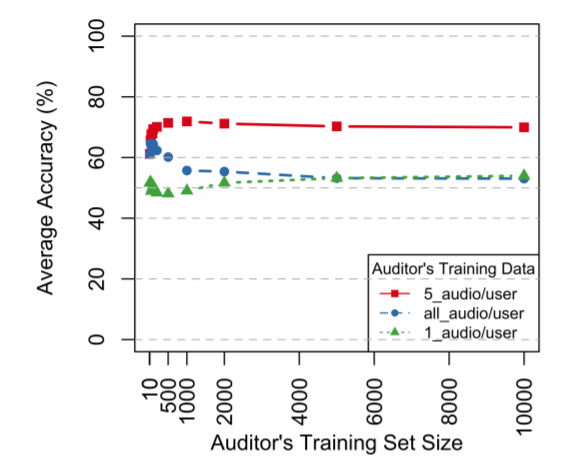 100
80
60
40
20
0
Average Accuracy (%)
Auditor's Training Data
5_audio/user
all_audio/user
1_audio/user
10
500
1000
2000
4000
6000
8000
10000
Auditor's Training Set Size